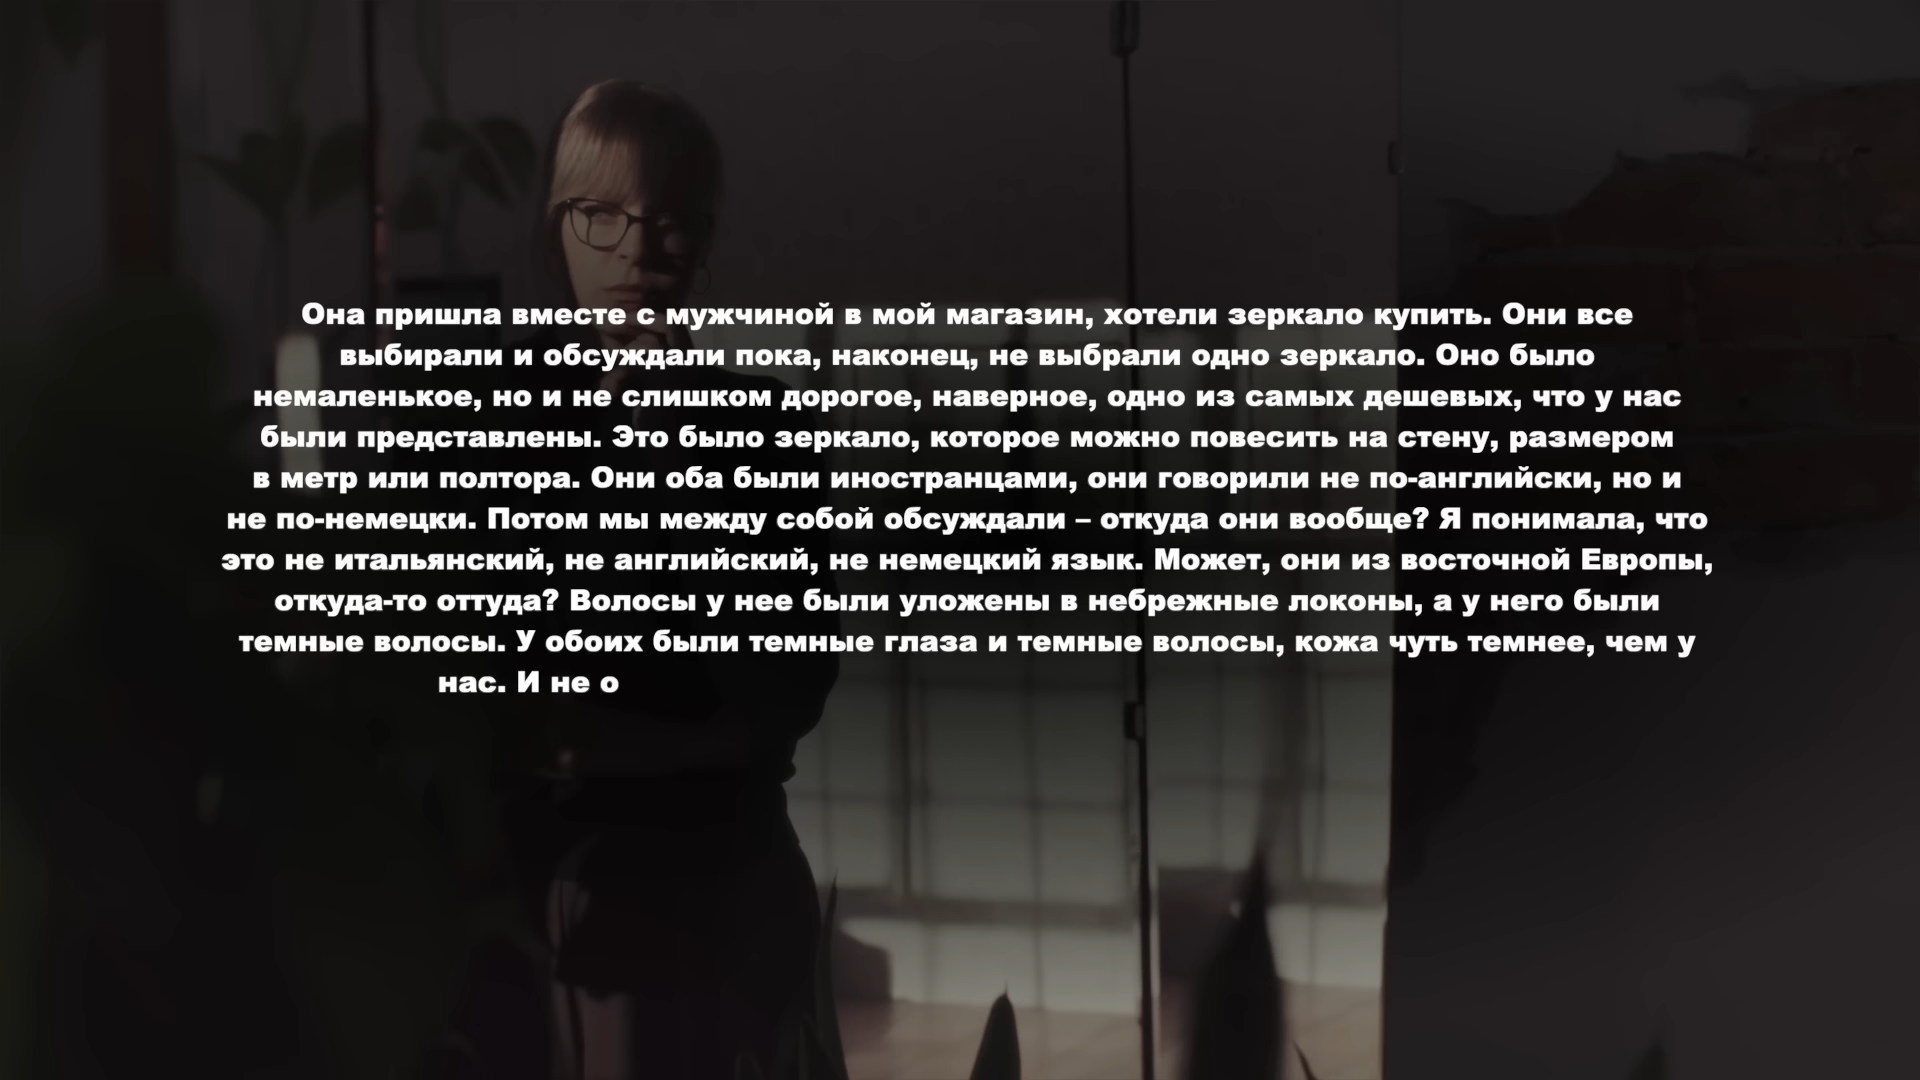 Она пришла вместе с мужчиной в мой магазин, хотели зеркало купить. Они все
выбирали и обсуждали пока, наконец, не выбрали одно зеркало. Оно было
немаленькое, но и не слишком дорогое, наверное, одно из самых дешевых, что у нас
были представлены. Это было зеркало, которое можно повесить на стену, размером
в метр или полтора. Они оба были иностранцами, они говорили не по-английски, но и
не по-немецки. Потом мы между собой обсуждали – откуда они вообще? Я понимала, что
это не итальянский, не английский, не немецкий язык. Может, они из восточной Европы,
откуда-то оттуда? Волосы у нее были уложены в небрежные локоны, а у него были
темные волосы. У обоих были темные глаза и темные волосы, кожа чуть темнее, чем у
нас. И не о